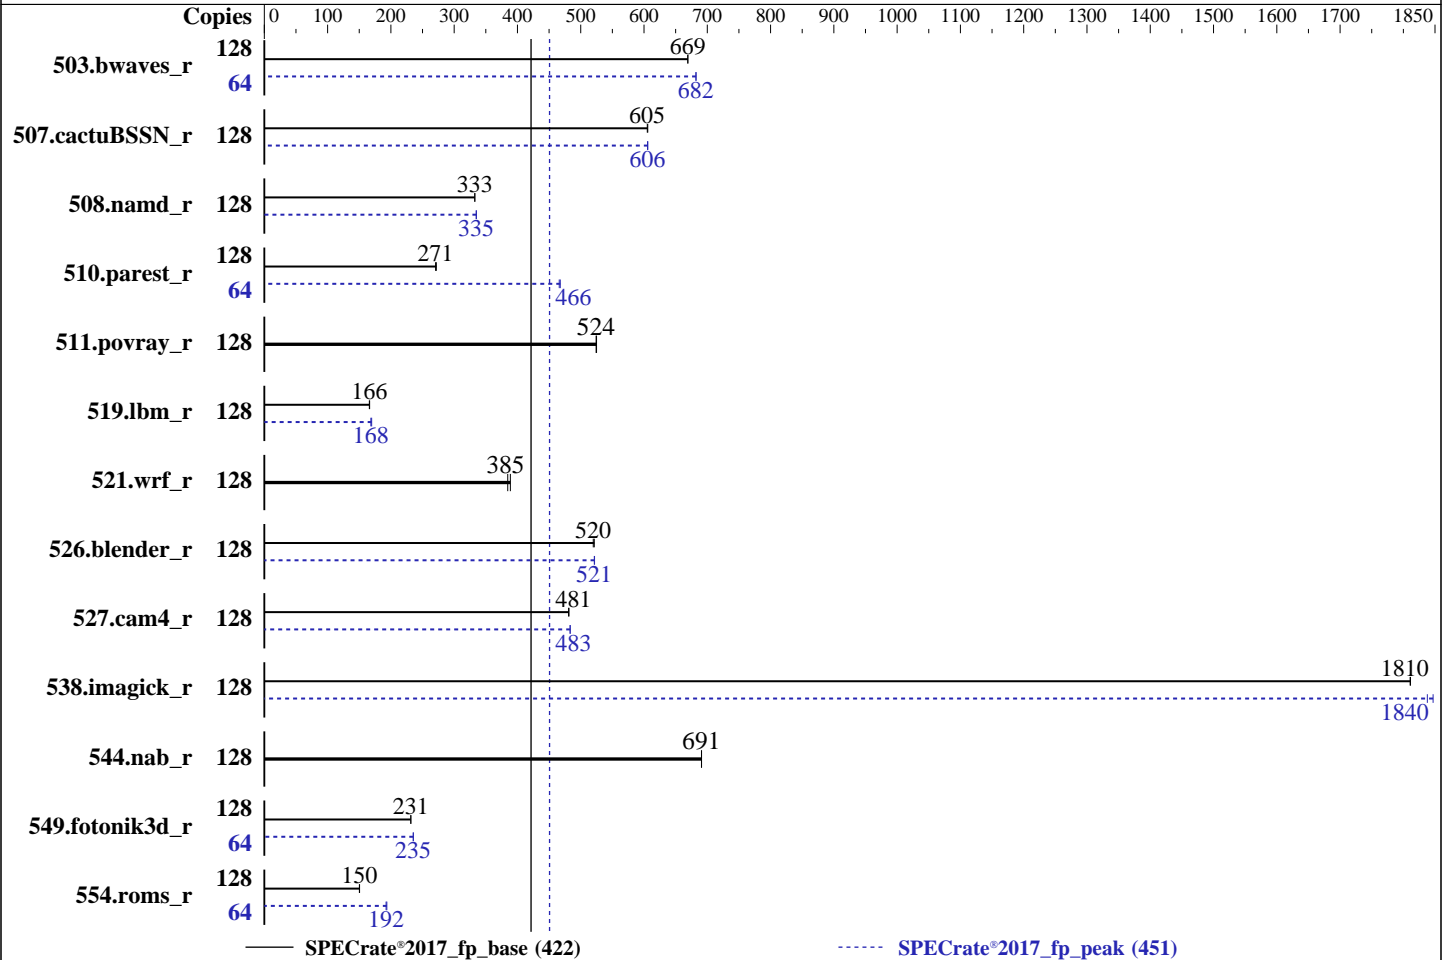 Copies 0 100 200 300 400 500 600 700 800 900 1000 1100 1200 1300 1400 1500 1600 1700 1850
503.bwaves_r 128 669
64 682
507.cactuBSSN_r 128 605
606
508.namd_r 128 333
335
510.parest_r 128 271
64 466
511.povray_r 128 524
519.lbm_r 128 166
168
521.wrf_r 128 385
526.blender_r 128 520
521
527.cam4_r 128 481
483
538.imagick_r 128 1810
1840
544.nab_r 128 691
549.fotonik3d_r 128 231
64 235
554.roms_r 128 150
64 192
SPECrate®2017_fp_base (422) SPECrate®2017_fp_peak (451)